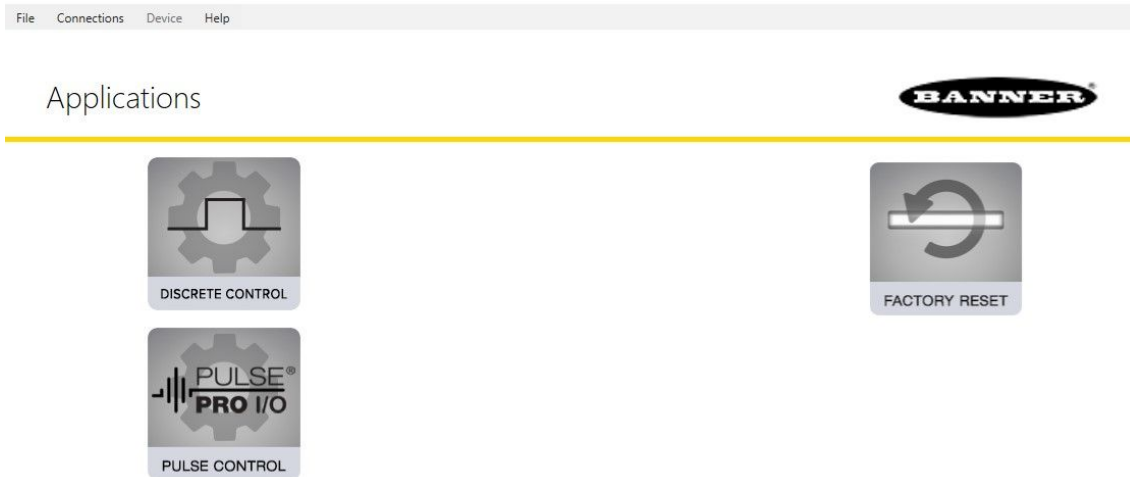 File Connections Device Help
Applications
BANNER®
DISCRETE CONTROL
FACTORY RESET
PULSE®
PRO I/O
PULSE CONTROL